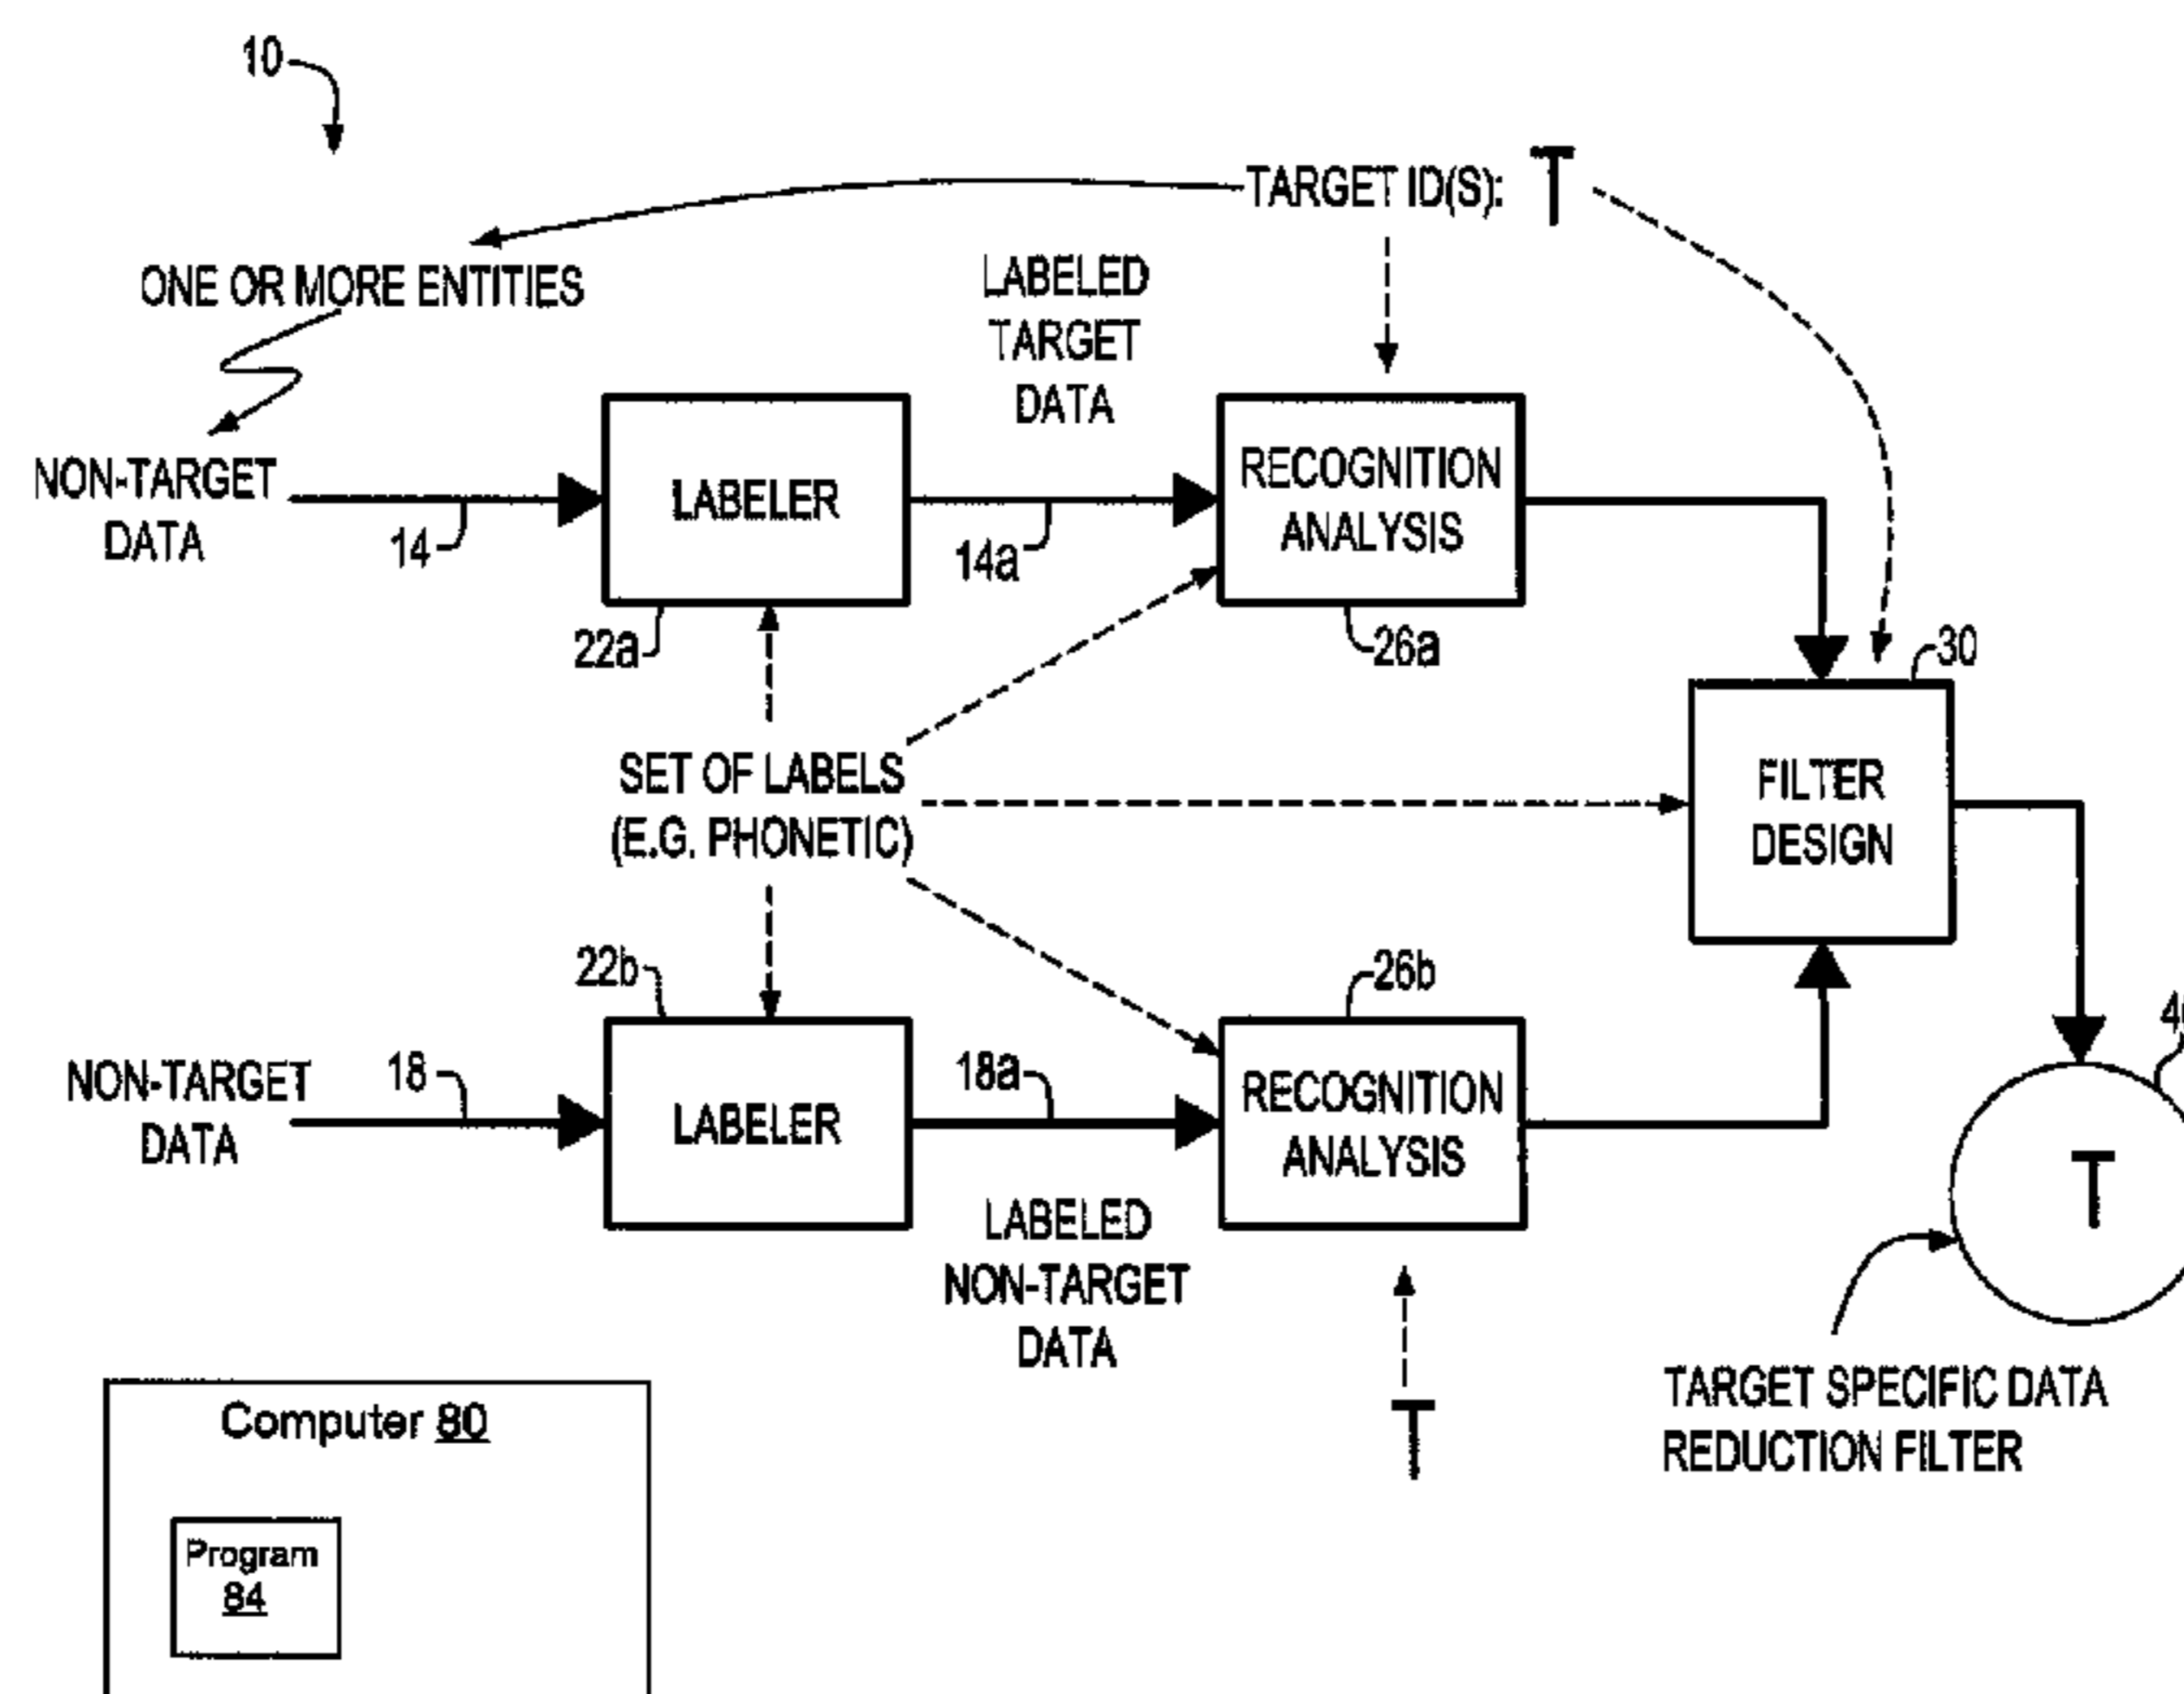 10
TARGET ID(S): T
ONE OR MORE ENTITIES
LABELED
TARGET
DATA
NON-TARGET
DATA
14
LABELER
14a
RECOGNITION
ANALYSIS
22a
26a
30
SET OF LABELS
(E.G. PHONETIC)
FILTER
DESIGN
22b
26b
NON-TARGET
DATA
18
LABELER
18a
RECOGNITION
ANALYSIS
LABELED
NON-TARGET
DATA
T
T
TARGET SPECIFIC DATA
REDUCTION FILTER
Computer 80
Program
84